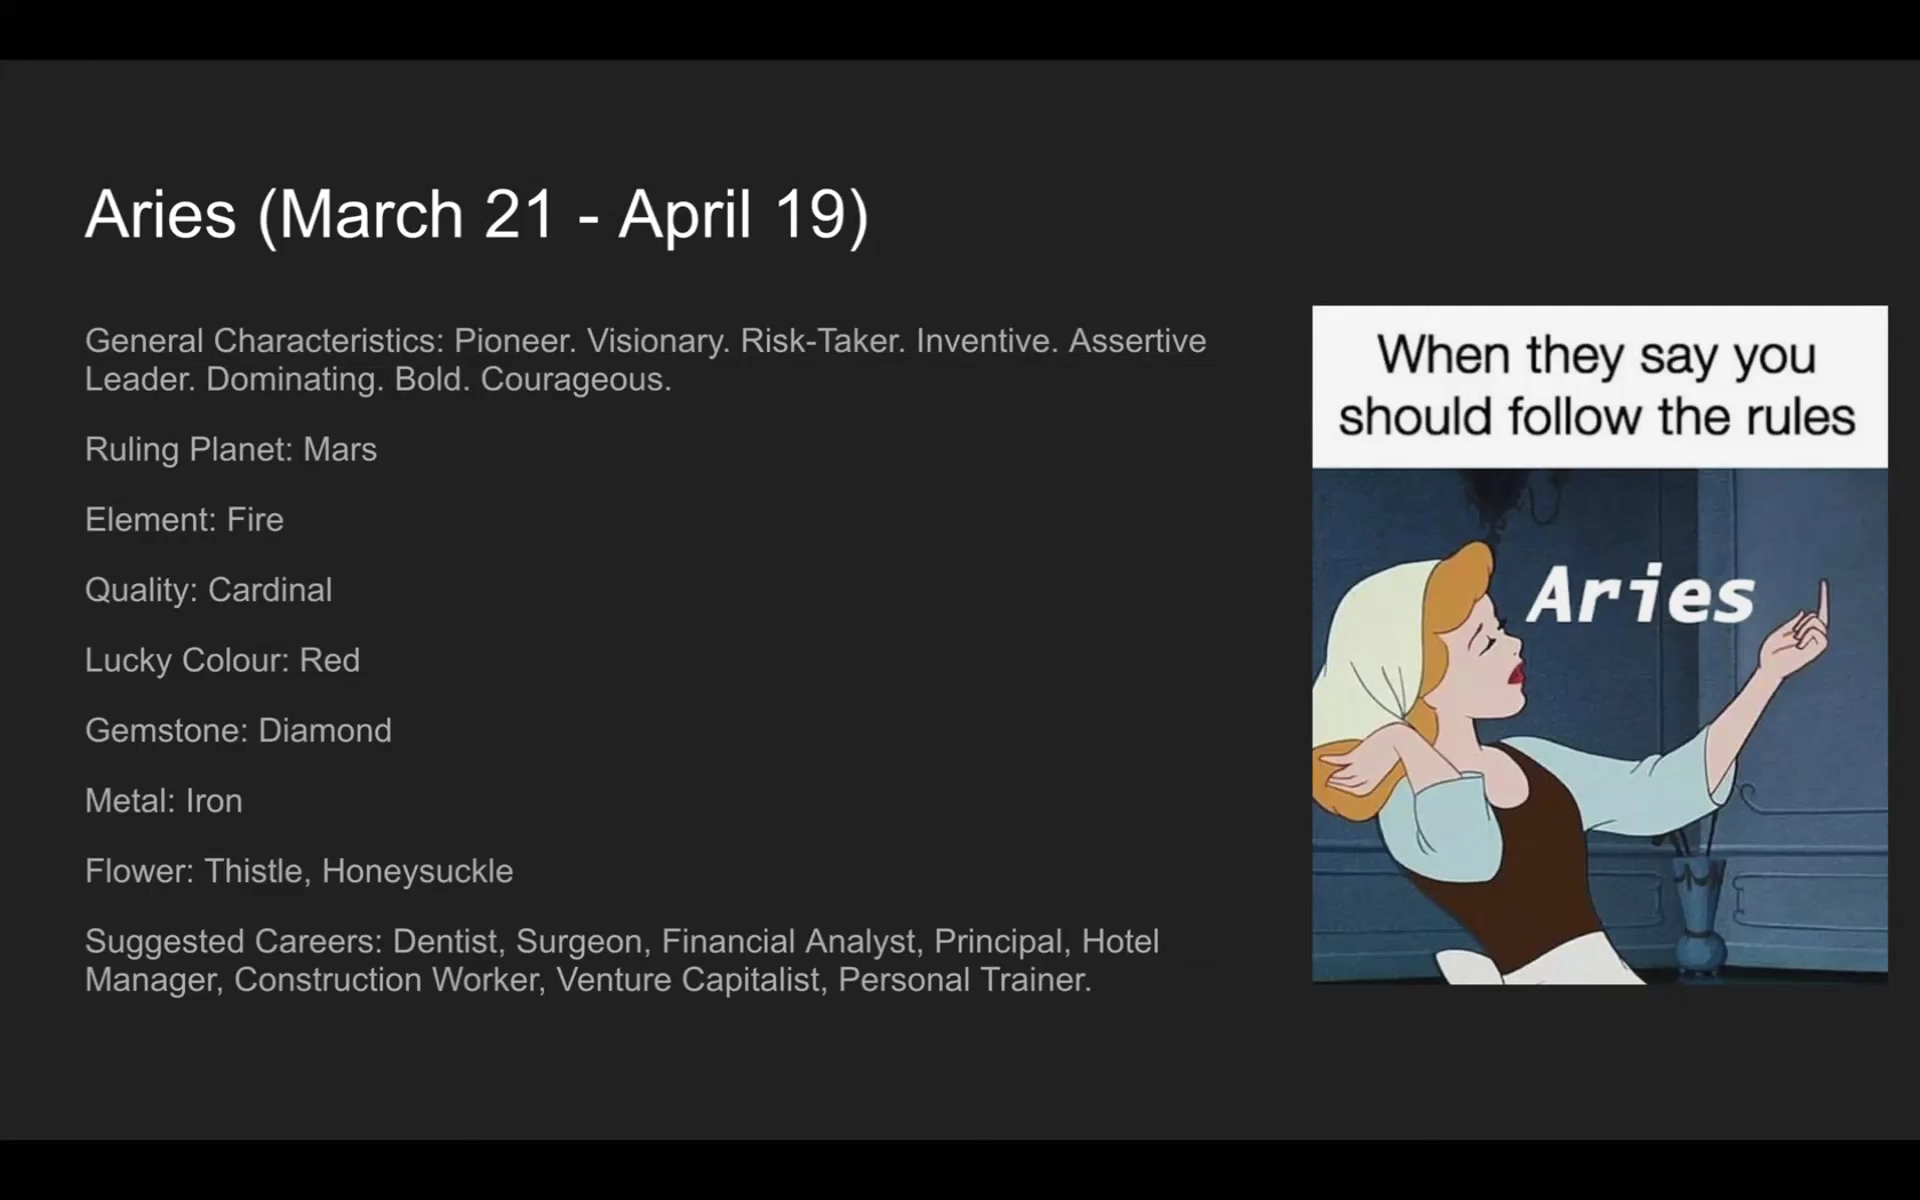 Aries (March 21 - April 19)
General Characteristics: Pioneer. Visionary. Risk-Taker. Inventive. Assertive
Leader. Dominating. Bold. Courageous.
Ruling Planet: Mars
Element: Fire
Quality: Cardinal
Lucky Colour: Red
Gemstone: Diamond
Metal: Iron
Flower: Thistle, Honeysuckle
Suggested Careers: Dentist, Surgeon, Financial Analyst, Principal, Hotel
Manager, Construction Worker, Venture Capitalist, Personal Trainer.
When they say you
should follow the rules
Aries